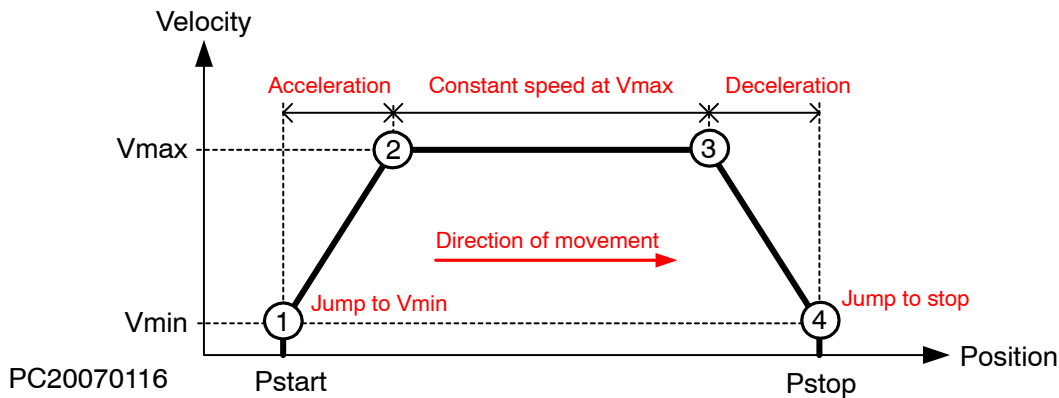 Velocity
Acceleration
Constant speed at Vmax
Deceleration
Vmax
2
3
Direction of movement
Vmin
1
Jump to Vmin
4
Jump to stop
Position
PC20070116
Pstart
Pstop